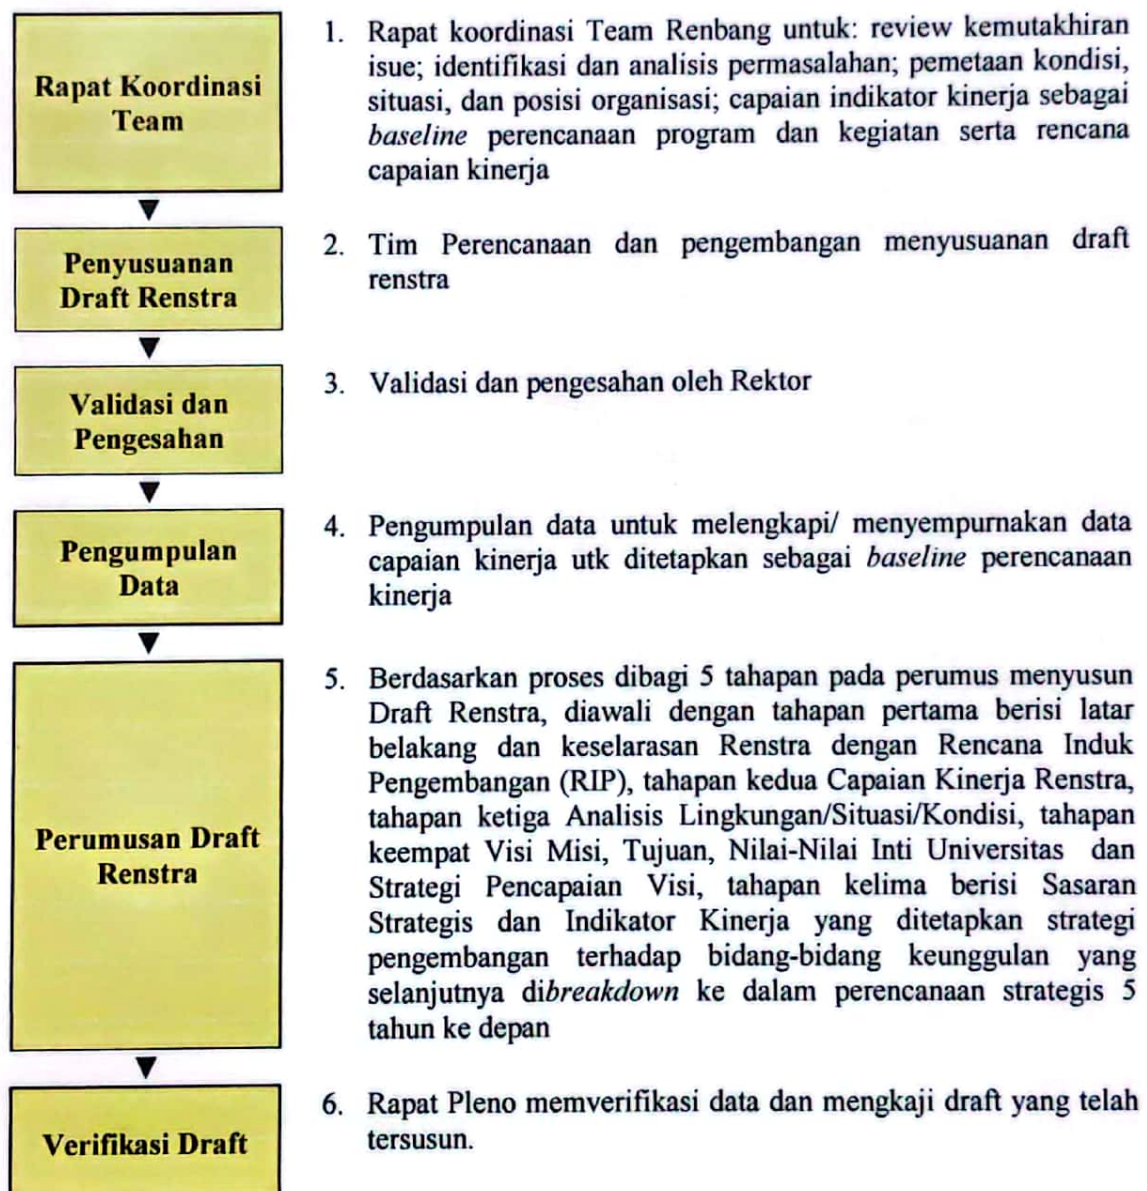 Rapat Koordinasi
Team
1. Rapat koordinasi Team Renbang untuk: review kemutakhiran
isue; identifikasi dan analisis permasalahan; pemetaan kondisi,
situasi, dan posisi organisasi; capaian indikator kinerja sebagai
baseline perencanaan program dan kegiatan serta rencana
capaian kinerja
Penyusuanan
Draft Renstra
2. Tim Perencanaan dan pengembangan menyusuanan draft
renstra
Validasi dan
Pengesahan
3. Validasi dan pengesahan oleh Rektor
Pengumpulan
Data
4. Pengumpulan data untuk melengkapi/ menyempurnakan data
capaian kinerja utk ditetapkan sebagai baseline perencanaan
kinerja
Perumusan Draft
Renstra
5. Berdasarkan proses dibagi 5 tahapan pada perumus menyusun
Draft Renstra, diawali dengan tahapan pertama berisi latar
belakang dan keselarasan Renstra dengan Rencana Induk
Pengembangan (RIP), tahapan kedua Capaian Kinerja Renstra,
tahapan ketiga Analisis Lingkungan/Situasi/Kondisi, tahapan
keempat Visi Misi, Tujuan, Nilai-Nilai Inti Universitas dan
Strategi Pencapaian Visi, tahapan kelima berisi Sasaran
Strategis dan Indikator Kinerja yang ditetapkan strategi
pengembangan terhadap bidang-bidang keunggulan yang
selanjutnya dibreakdown ke dalam perencanaan strategis 5
tahun ke depan
Verifikasi Draft
6. Rapat Pleno memverifikasi data dan mengkaji draft yang telah
tersusun.